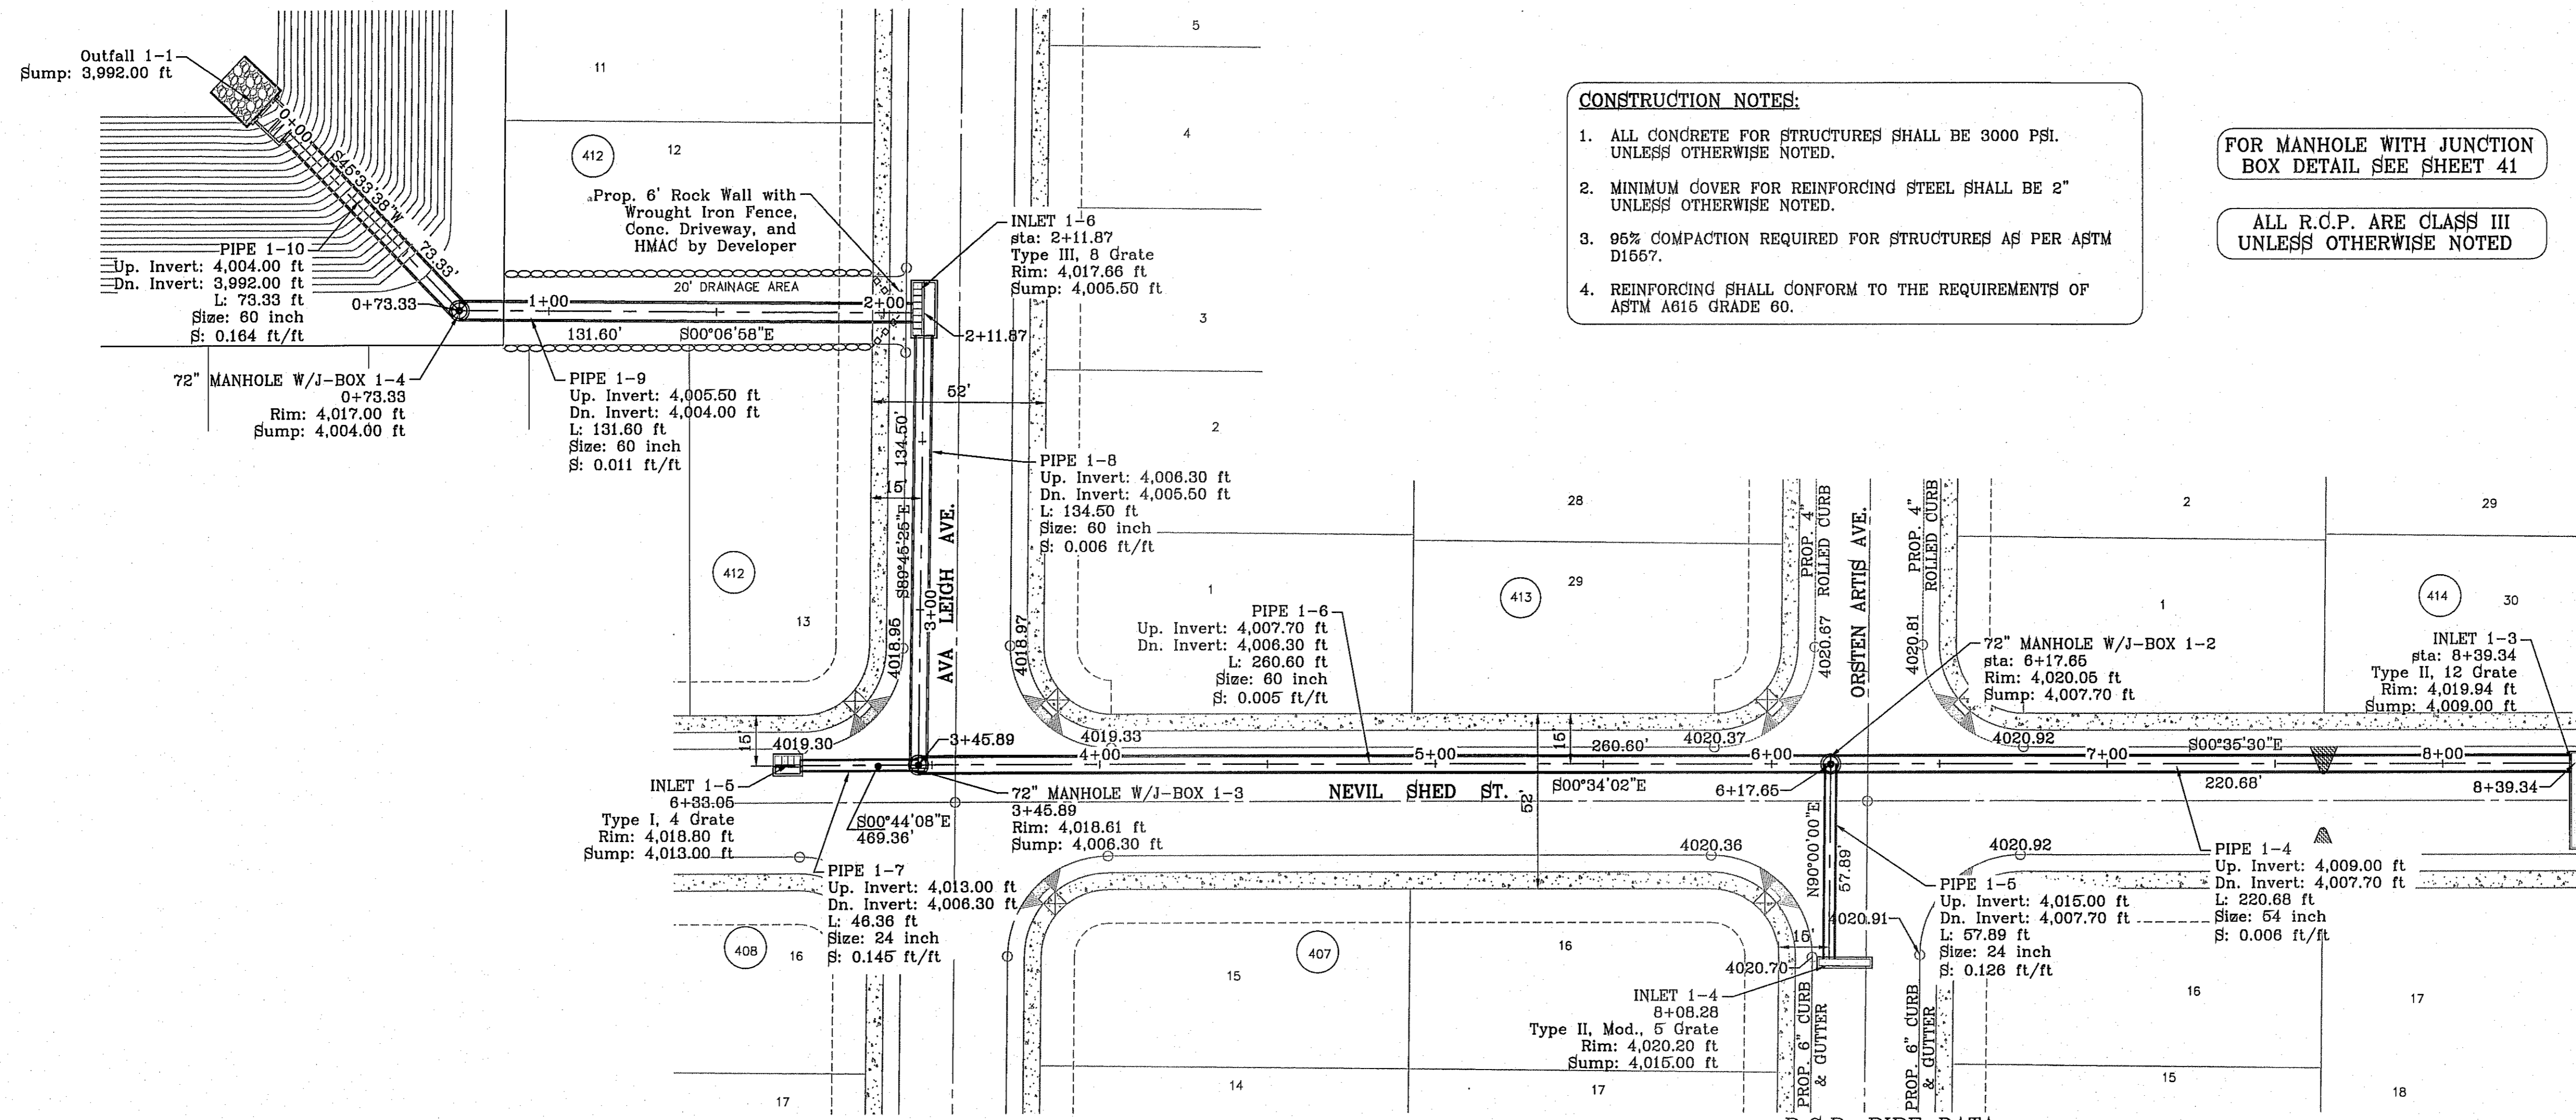 Outfall 1-1
Sump: 3,992.00 ft
0+00
S45°33'38"W
73.33'
PIPE 1-10
Up. Invert: 4,004.00 ft
Dn. Invert: 3,992.00 ft
L: 73.33 ft
Size: 60 inch
S: 0.164 ft/ft
0+73.33
72" MANHOLE W/J-BOX 1-4
0+73.33
Rim: 4,017.00 ft
Sump: 4,004.00 ft
11
412
12
Prop. 6' Rock Wall with
Wrought Iron Fence,
Conc. Driveway, and
HMAC by Developer
20' DRAINAGE AREA
1+00
2+00
131.60'
S00°06'58"E
PIPE 1-9
Up. Invert: 4,005.50 ft
Dn. Invert: 4,004.00 ft
L: 131.60 ft
Size: 60 inch
S: 0.011 ft/ft
INLET 1-6
sta: 2+11.87
Type III, 8 Grate
Rim: 4,017.66 ft
Sump: 4,005.50 ft
2+11.87
5
4
3
2
1
52'
134.50'
15'
S89°45'25"E
3+00
AVA LEIGH AVE.
4018.95
4018.97
PIPE 1-8
Up. Invert: 4,006.30 ft
Dn. Invert: 4,005.50 ft
L: 134.50 ft
Size: 60 inch
S: 0.006 ft/ft
CONSTRUCTION NOTES:
1. ALL CONCRETE FOR STRUCTURES SHALL BE 3000 PSI.
UNLESS OTHERWISE NOTED.
2. MINIMUM COVER FOR REINFORCING STEEL SHALL BE 2"
UNLESS OTHERWISE NOTED.
3. 95% COMPACTION REQUIRED FOR STRUCTURES AS PER ASTM
D1557.
4. REINFORCING SHALL CONFORM TO THE REQUIREMENTS OF
ASTM A615 GRADE 60.
FOR MANHOLE WITH JUNCTION
BOX DETAIL SEE SHEET 41
ALL R.C.P. ARE CLASS III
UNLESS OTHERWISE NOTED
412
13
28
29
413
PIPE 1-6
Up. Invert: 4,007.70 ft
Dn. Invert: 4,006.30 ft
L: 260.60 ft
Size: 60 inch
S: 0.005 ft/ft
PROP. 4"
ROLLED CURB
4020.67
ORSTEN ARTIS AVE.
PROP. 4"
ROLLED CURB
4020.81
2
29
1
414
30
72" MANHOLE W/J-BOX 1-2
sta: 6+17.65
Rim: 4,020.05 ft
Sump: 4,007.70 ft
INLET 1-3
sta: 8+39.34
Type II, 12 Grate
Rim: 4,019.94 ft
Sump: 4,009.00 ft
15'
4019.30
3+45.89
4019.33
4+00
5+00
15'
260.60'
4020.37
6+00
4020.92
7+00
S00°35'30"E
8+00
220.68'
8+39.34
INLET 1-5
6+33.05
Type I, 4 Grate
Rim: 4,018.80 ft
Sump: 4,013.00 ft
S00°44'08"E
469.36'
72" MANHOLE W/J-BOX 1-3
3+45.89
Rim: 4,018.61 ft
Sump: 4,006.30 ft
NEVIL SHED ST.
52'
S00°34'02"E
6+17.65
N90°00'00"E
57.89'
PIPE 1-7
Up. Invert: 4,013.00 ft
Dn. Invert: 4,006.30 ft
L: 46.36 ft
Size: 24 inch
S: 0.145 ft/ft
4020.36
4020.92
PIPE 1-4
Up. Invert: 4,009.00 ft
Dn. Invert: 4,007.70 ft
L: 220.68 ft
Size: 54 inch
S: 0.006 ft/ft
PIPE 1-5
Up. Invert: 4,015.00 ft
Dn. Invert: 4,007.70 ft
L: 57.89 ft
Size: 24 inch
S: 0.126 ft/ft
4020.91
408
16
407
16
15
15'
4020.70
INLET 1-4
8+08.28
Type II, Mod., 5 Grate
Rim: 4,020.20 ft
Sump: 4,015.00 ft
PROP. 6" CURB
& GUTTER
PROP. 6" CURB
& GUTTER
16
17
17
14
17
15
18
R.C.P. PIPE DATA